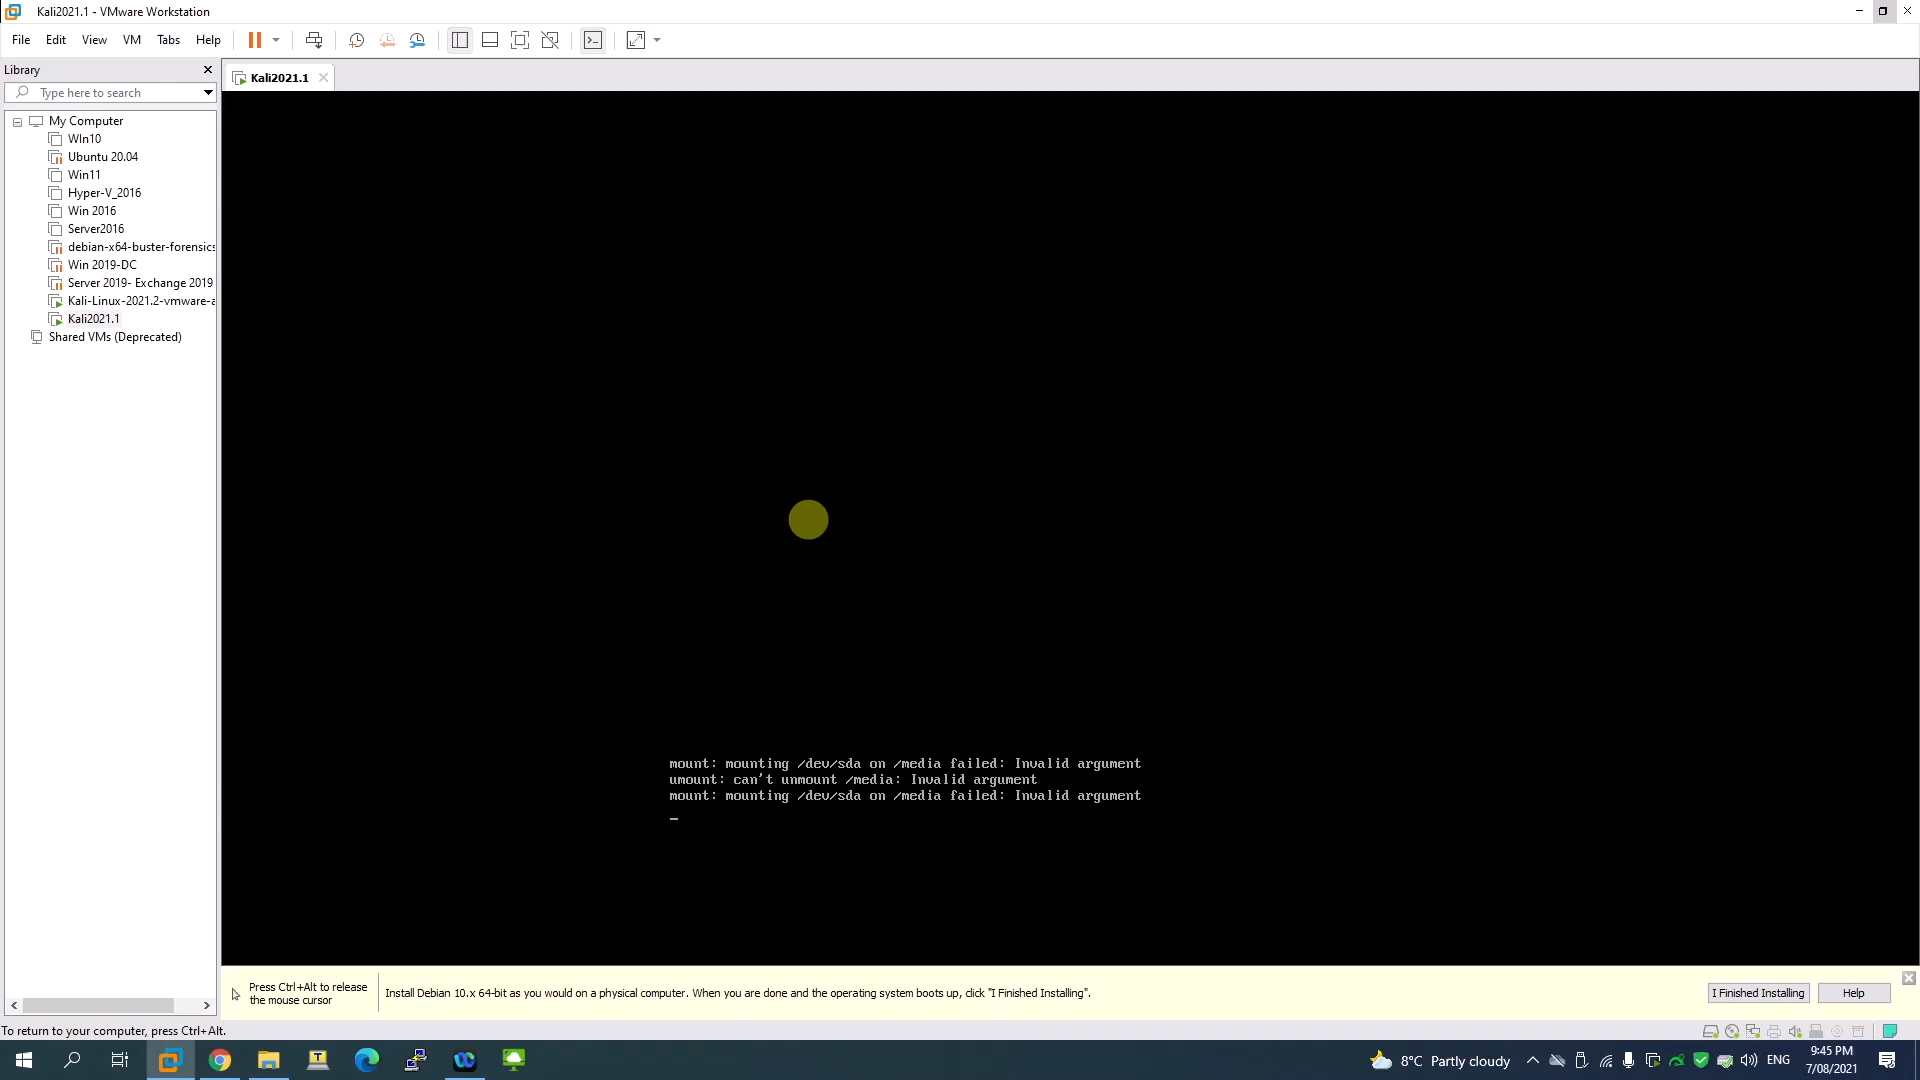 Kali2021.1 - VMware Workstation
File Edit View VM Tabs Help
Library
Kali2021.1
Type here to search
My Computer
WIn10
Ubuntu 20.04
Win11
Hyper-V_2016
Win 2016
Server2016
debian-x64-buster-forensics
Win 2019-DC
Server 2019- Exchange 2019
Kali-Linux-2021.2-vmware-a
Kali2021.1
Shared VMs (Deprecated)
mount: mounting /dev/sda on /media failed: Invalid argument
umount: can't unmount /media: Invalid argument
mount: mounting /dev/sda on /media failed: Invalid argument
_
Press Ctrl+Alt to release
the mouse cursor
Install Debian 10.x 64-bit as you would on a physical computer. When you are done and the operating system boots up, click "I Finished Installing".
I Finished Installing
Help
To return to your computer, press Ctrl+Alt.
8°C Partly cloudy
ENG
9:45 PM
7/08/2021